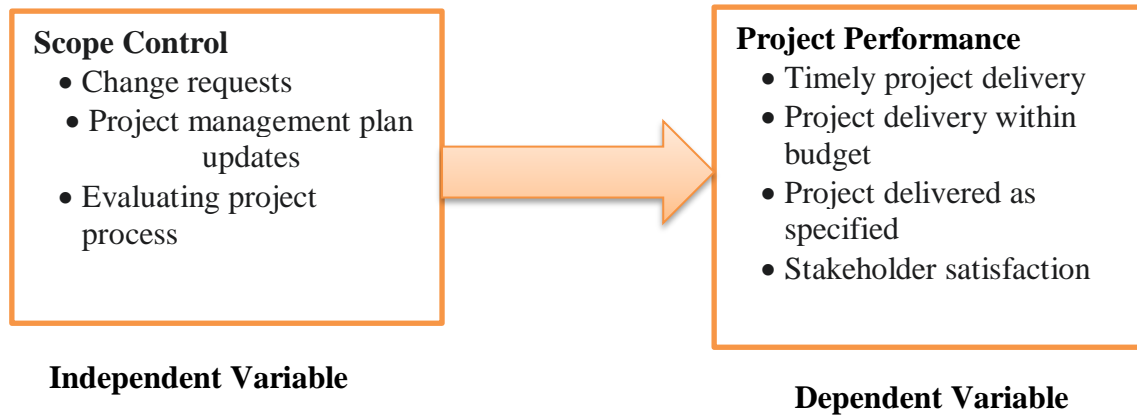 Scope Control
• Change requests
• Project management plan
updates
• Evaluating project
process
Independent Variable
Project Performance
• Timely project delivery
• Project delivery within
budget
• Project delivered as
specified
• Stakeholder satisfaction
Dependent Variable